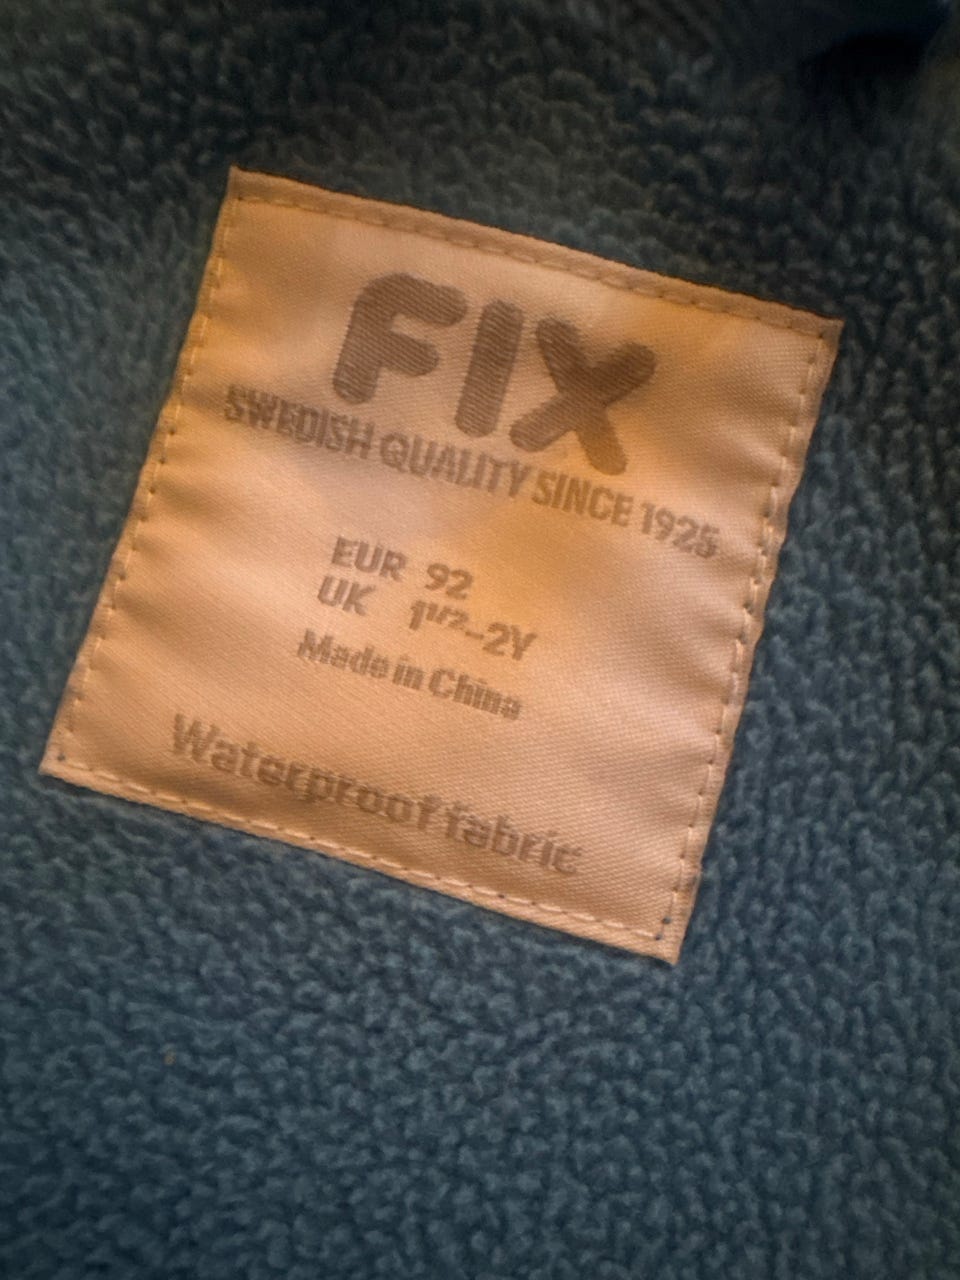 FIX
SWEDISH QUALITY SINCE 1925
EUR 92
UK 1½-2Y
Made in China
Waterproof fabric